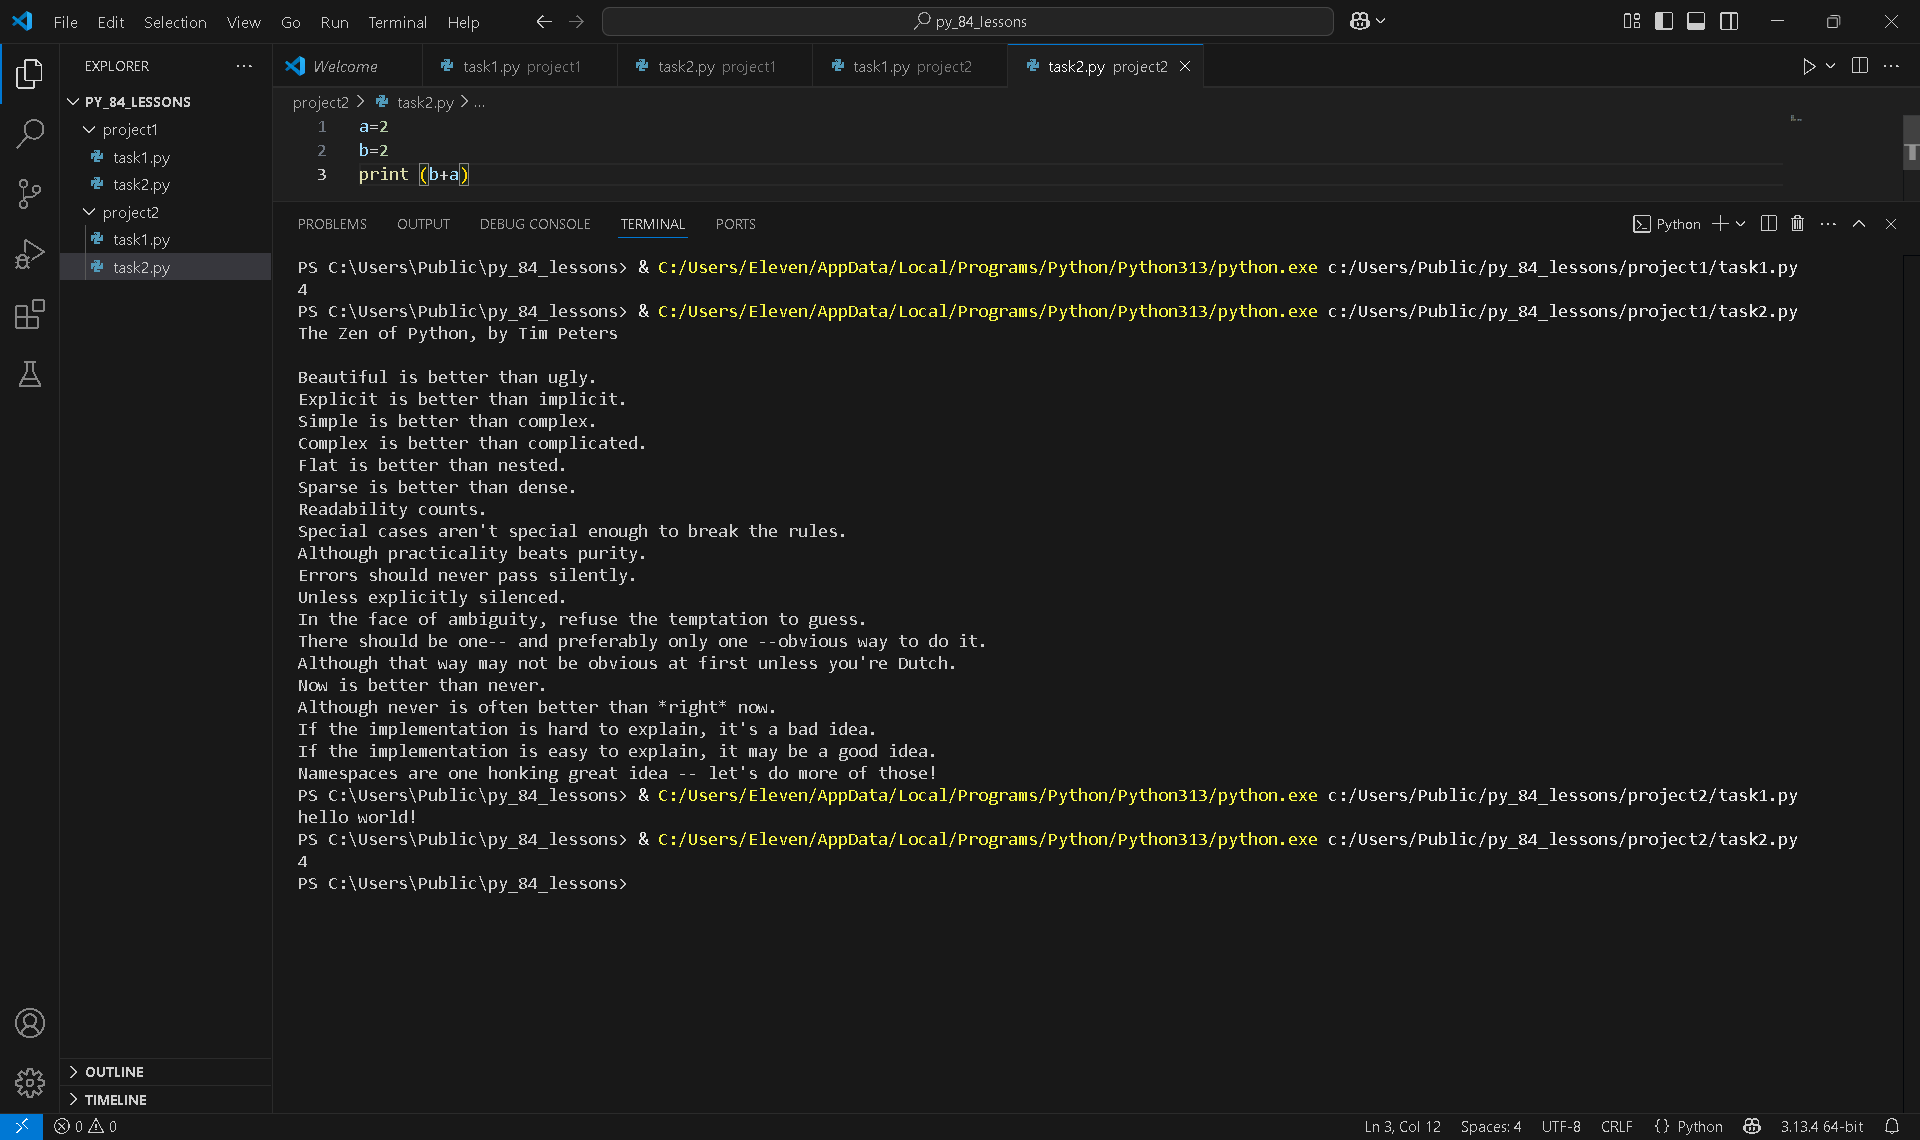 File Edit Selection View Go Run Terminal Help
py_84_lessons
EXPLORER
PY_84_LESSONS
project1
task1.py
task2.py
project2
task1.py
task2.py
OUTLINE
TIMELINE
Welcome
task1.py project1
task2.py project1
task1.py project2
task2.py project2
project2 > task2.py > ...
1 a=2
2 b=2
3 print (b+a)
PROBLEMS OUTPUT DEBUG CONSOLE TERMINAL PORTS
Python
PS C:\Users\Public\py_84_lessons> & C:/Users/Eleven/AppData/Local/Programs/Python/Python313/python.exe c:/Users/Public/py_84_lessons/project1/task1.py
4
PS C:\Users\Public\py_84_lessons> & C:/Users/Eleven/AppData/Local/Programs/Python/Python313/python.exe c:/Users/Public/py_84_lessons/project1/task2.py
The Zen of Python, by Tim Peters
Beautiful is better than ugly.
Explicit is better than implicit.
Simple is better than complex.
Complex is better than complicated.
Flat is better than nested.
Sparse is better than dense.
Readability counts.
Special cases aren't special enough to break the rules.
Although practicality beats purity.
Errors should never pass silently.
Unless explicitly silenced.
In the face of ambiguity, refuse the temptation to guess.
There should be one-- and preferably only one --obvious way to do it.
Although that way may not be obvious at first unless you're Dutch.
Now is better than never.
Although never is often better than *right* now.
If the implementation is hard to explain, it's a bad idea.
If the implementation is easy to explain, it may be a good idea.
Namespaces are one honking great idea -- let's do more of those!
PS C:\Users\Public\py_84_lessons> & C:/Users/Eleven/AppData/Local/Programs/Python/Python313/python.exe c:/Users/Public/py_84_lessons/project2/task1.py
hello world!
PS C:\Users\Public\py_84_lessons> & C:/Users/Eleven/AppData/Local/Programs/Python/Python313/python.exe c:/Users/Public/py_84_lessons/project2/task2.py
4
PS C:\Users\Public\py_84_lessons>
0 0
Ln 3, Col 12 Spaces: 4 UTF-8 CRLF {} Python 3.13.4 64-bit